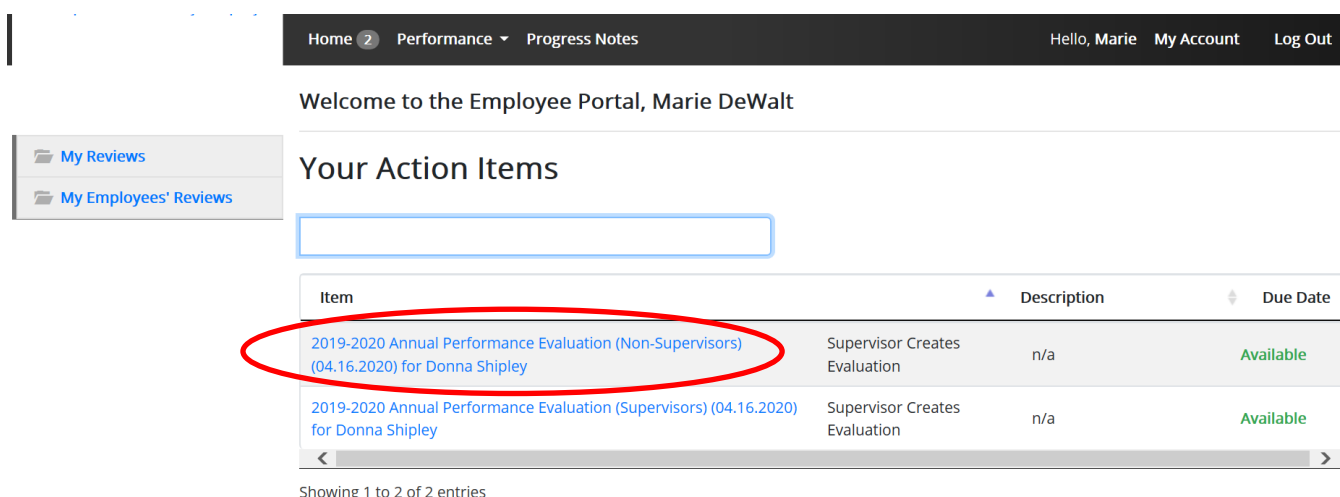 Home 2 Performance Progress Notes Hello, Marie My Account Log Out
Welcome to the Employee Portal, Marie DeWalt
My Reviews
My Employees' Reviews
Your Action Items
Item Description Due Date
2019-2020 Annual Performance Evaluation (Non-Supervisors)
(04.16.2020) for Donna Shipley
Supervisor Creates
Evaluation
n/a
Available
2019-2020 Annual Performance Evaluation (Supervisors) (04.16.2020)
for Donna Shipley
Supervisor Creates
Evaluation
n/a
Available
Showing 1 to 2 of 2 entries